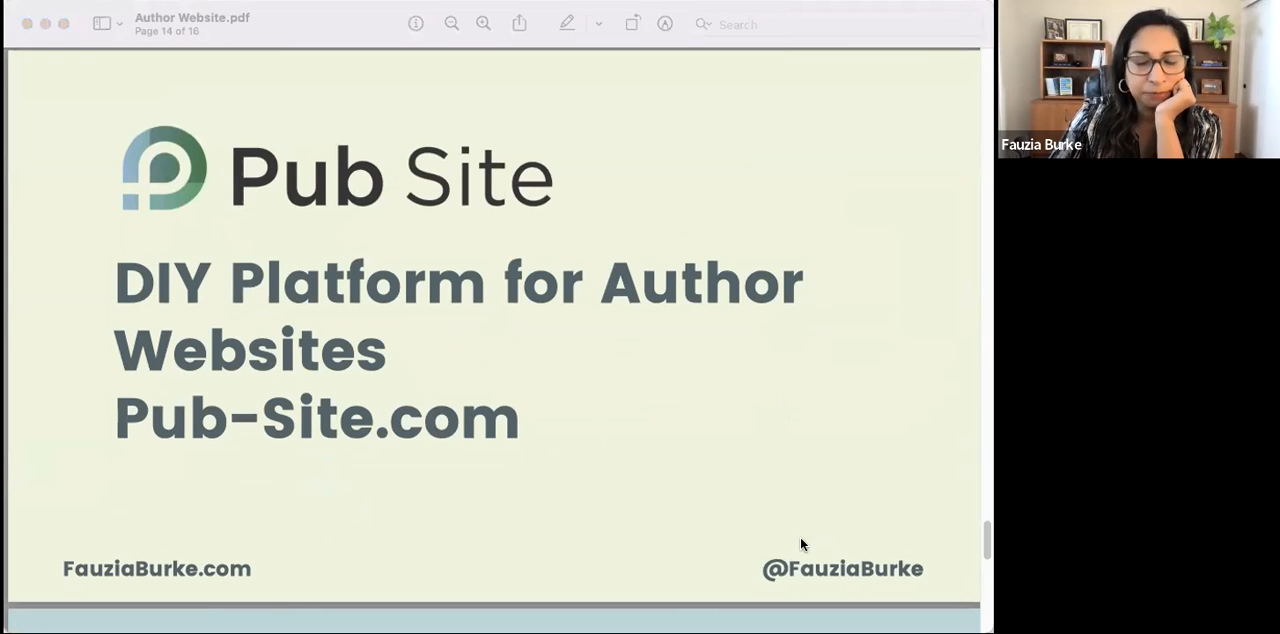 Author Website.pdf
Page 14 of 16
Search
Fauzia Burke
Pub Site
DIY Platform for Author
Websites
Pub-Site.com
FauziaBurke.com
@FauziaBurke